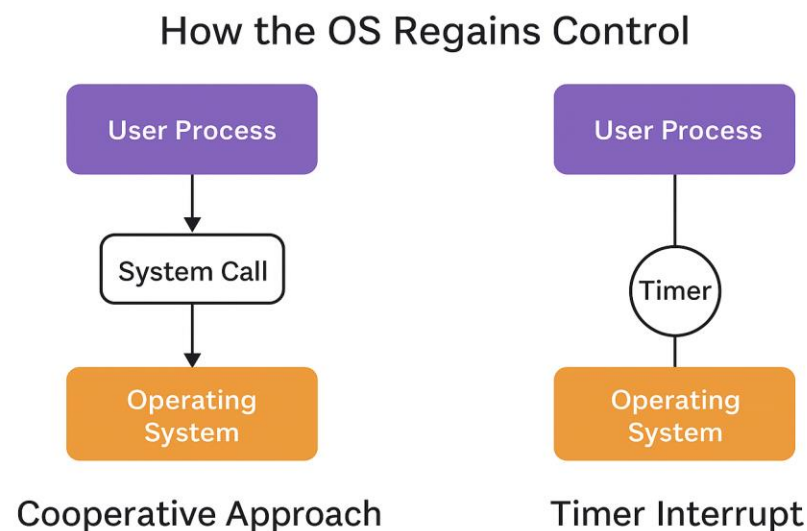 How the OS Regains Control
User Process
System Call
Operating
System
Cooperative Approach
User Process
Timer
Operating
System
Timer Interrupt